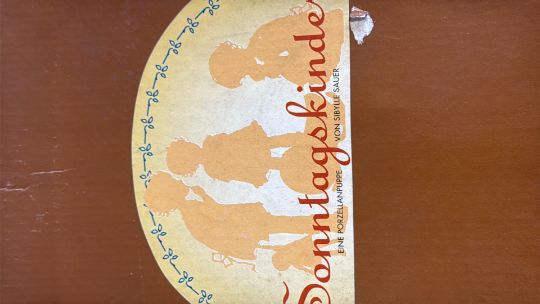 Sonntagskinder
EINE PORZELLANPUPPE VON SIBYLLE SAUER